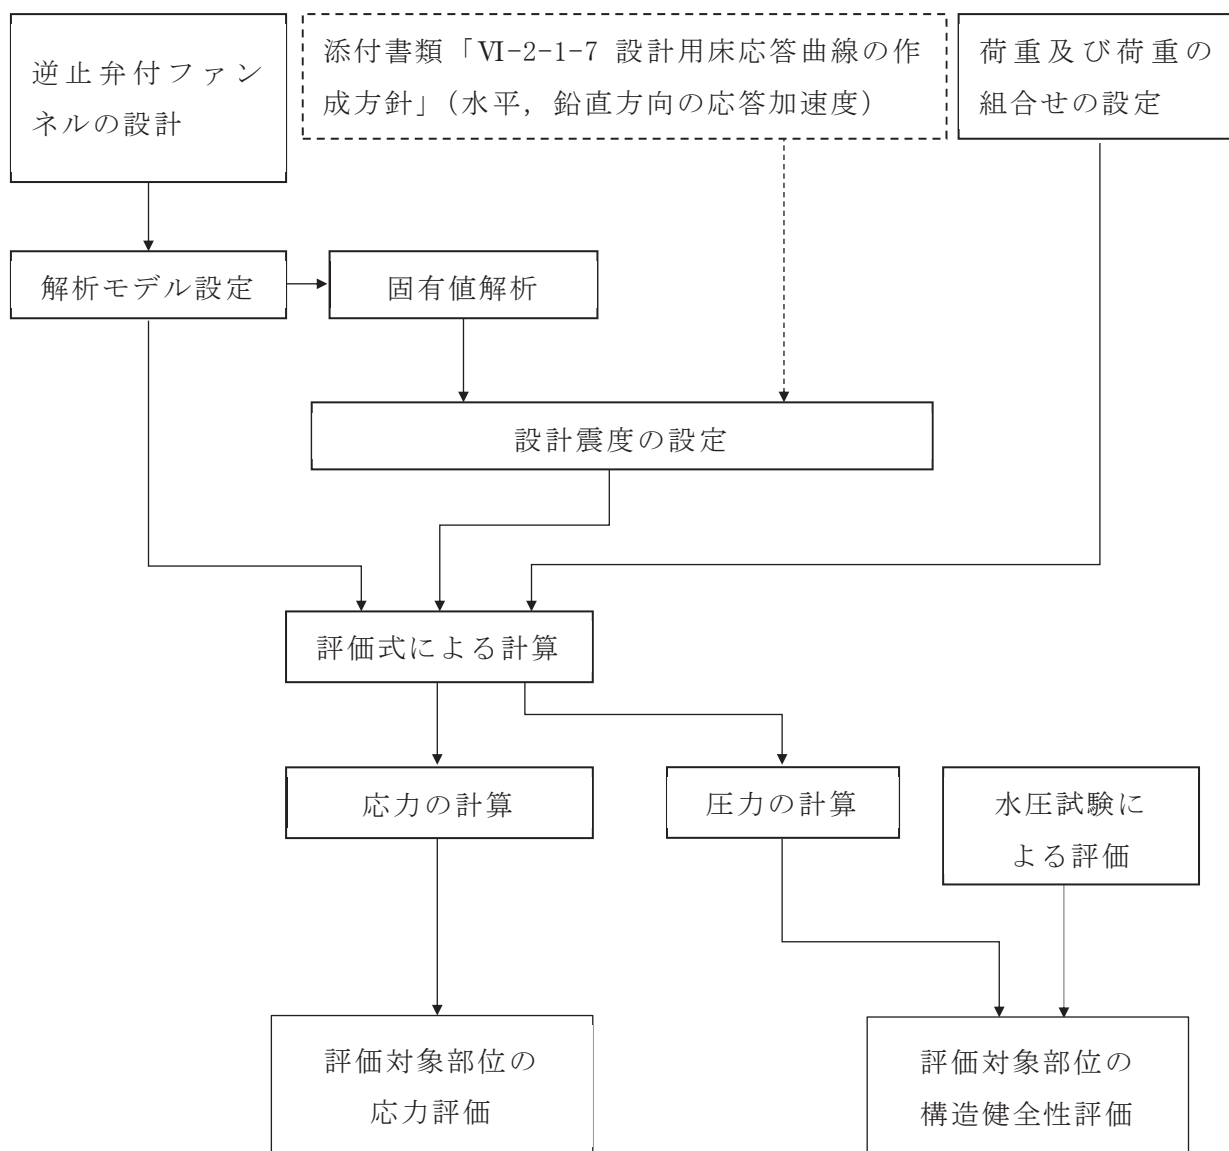 逆止弁付ファン
ネルの設計
添付書類「Ⅵ-2-1-7 設計用床応答曲線の作
成方針」（水平，鉛直方向の応答加速度）
荷重及び荷重の
組合せの設定
解析モデル設定
固有値解析
設計震度の設定
評価式による計算
応力の計算
圧力の計算
水圧試験に
よる評価
評価対象部位の
応力評価
評価対象部位の
構造健全性評価